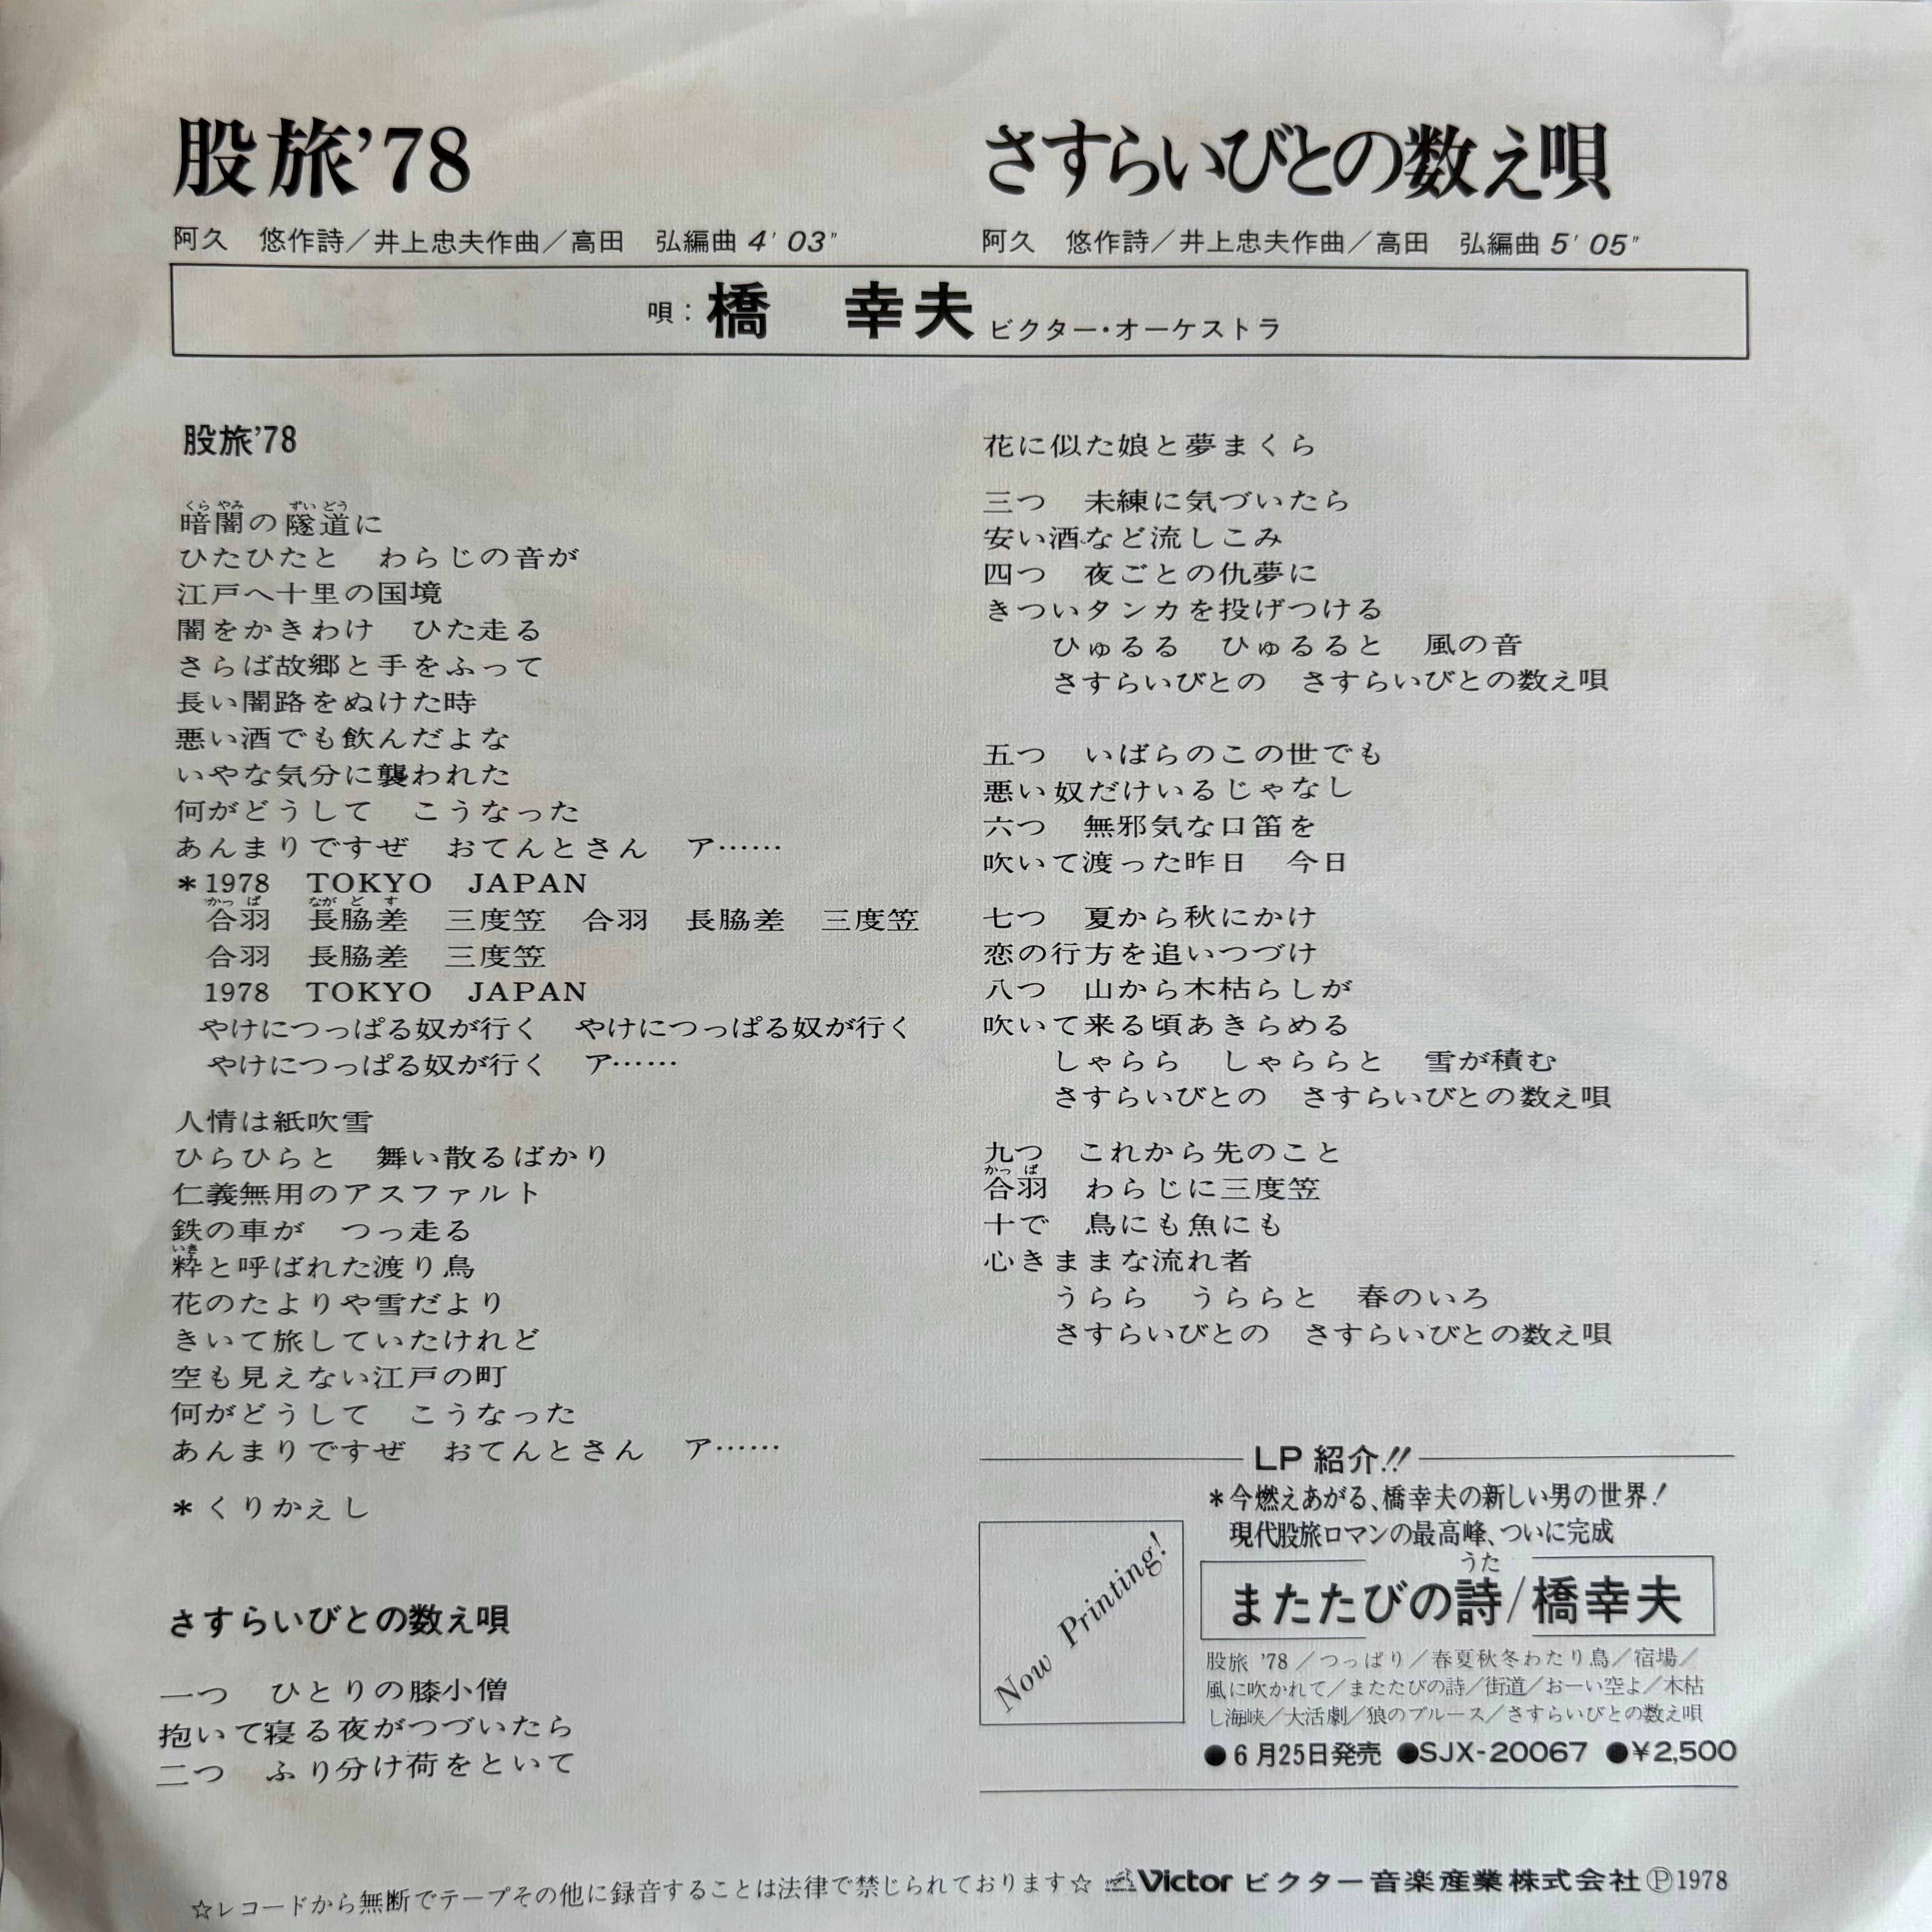 股旅'78
阿久　悠作詩／井上忠夫作曲／高田　弘編曲 4′03″
さすらいびとの数え唄
阿久　悠作詩／井上忠夫作曲／高田　弘編曲 5′05″
唄：橋　幸夫 ビクター・オーケストラ
股旅'78
くらやみ　ずいどう
暗闇の隧道に
ひたひたと　わらじの音が
江戸へ十里の国境
闇をかきわけ　ひた走る
さらば故郷と手をふって
長い闇路をぬけた時
悪い酒でも飲んだよな
いやな気分に襲われた
何がどうして　こうなった
あんまりですぜ　おてんとさん　ア……
＊1978　TOKYO　JAPAN
かっぱ　ながどす
合羽　長脇差　三度笠　合羽　長脇差　三度笠
合羽　長脇差　三度笠
1978　TOKYO　JAPAN
やけにつっぱる奴が行く　やけにつっぱる奴が行く
やけにつっぱる奴が行く　ア……
人情は紙吹雪
ひらひらと　舞い散るばかり
仁義無用のアスファルト
鉄の車が　つっ走る
いき
粋と呼ばれた渡り鳥
花のたよりや雪だより
きいて旅していたけれど
空も見えない江戸の町
何がどうして　こうなった
あんまりですぜ　おてんとさん　ア……
＊くりかえし
さすらいびとの数え唄
一つ　ひとりの膝小僧
抱いて寝る夜がつづいたら
二つ　ふり分け荷をといて
花に似た娘と夢まくら
三つ　未練に気づいたら
安い酒など流しこみ
四つ　夜ごとの仇夢に
きついタンカを投げつける
ひゅるる　ひゅるると　風の音
さすらいびとの　さすらいびとの数え唄
五つ　いばらのこの世でも
悪い奴だけいるじゃなし
六つ　無邪気な口笛を
吹いて渡った昨日　今日
七つ　夏から秋にかけ
恋の行方を追いつづけ
八つ　山から木枯らしが
吹いて来る頃あきらめる
しゃらら　しゃららと　雪が積む
さすらいびとの　さすらいびとの数え唄
九つ　これから先のこと
かっぱ
合羽　わらじに三度笠
十で　鳥にも魚にも
心きままな流れ者
うらら　うららと　春のいろ
さすらいびとの　さすらいびとの数え唄
LP 紹介!!
＊今燃えあがる、橋幸夫の新しい男の世界！
現代股旅ロマンの最高峰、ついに完成
Now Printing!
うた
またたびの詩／橋幸夫
股旅 '78／つっぱり／春夏秋冬わたり鳥／宿場／
風に吹かれて／またたびの詩／街道／おーい空よ／木枯
し海峡／大活劇／狼のブルース／さすらいびとの数え唄
●6月25日発売 ●SJX-20067 ●¥2,500
☆レコードから無断でテープその他に録音することは法律で禁じられております☆ Victor ビクター音楽産業株式会社Ⓟ1978